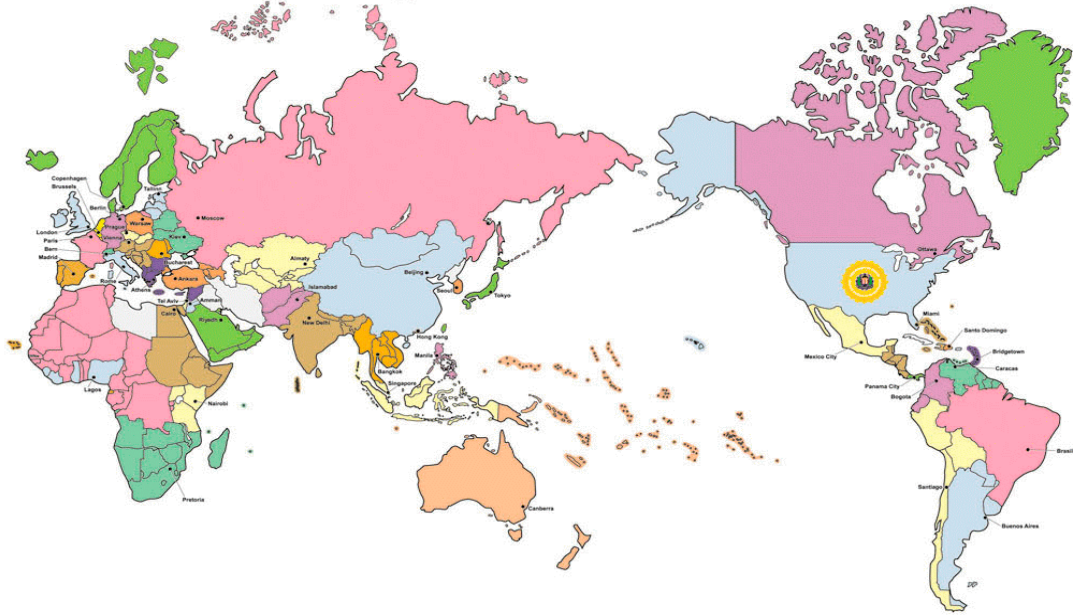 Copenhagen
Brussels
Tallinn
Berlin
Moscow
London
Prague
Warsaw
Paris
Vienna
Kiev
Bern
Madrid
Bucharest
Rome
Ankara
Athens
Almaty
Beijing
Seoul
Tokyo
Tel Aviv
Amman
Islamabad
Cairo
Riyadh
New Delhi
Hong Kong
Manila
Bangkok
Singapore
Lagos
Nairobi
Pretoria
Canberra
Ottawa
Miami
Santo Domingo
Mexico City
Bridgetown
Caracas
Panama City
Bogota
Brasil
Santiago
Buenos Aires